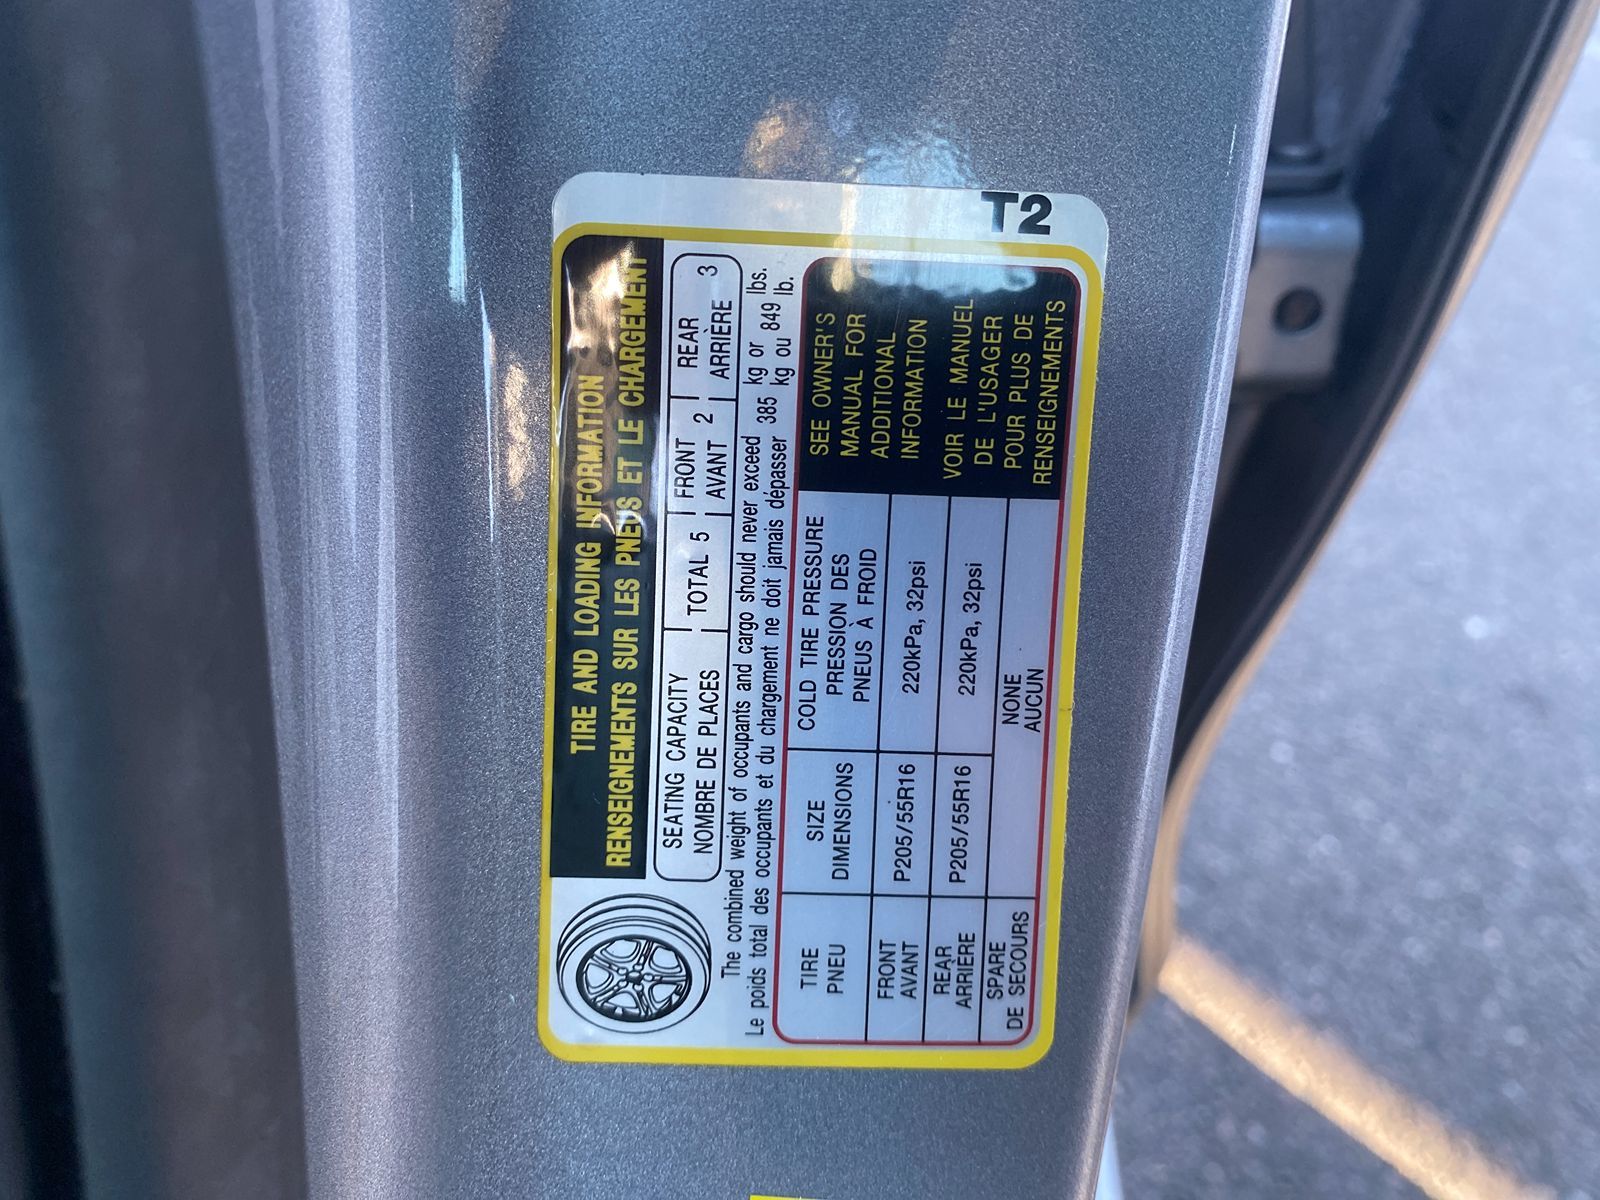 T2
TIRE AND LOADING INFORMATION
RENSEIGNEMENTS SUR LES PNEUS ET LE CHARGEMENT
SEATING CAPACITY
NOMBRE DE PLACES
TOTAL 5
FRONT
AVANT 2
REAR
ARRIÈRE 3
The combined weight of occupants and cargo should never exceed 385 kg or 849 lbs.
Le poids total des occupants et du chargement ne doit jamais dépasser 385 kg ou 849 lb.
TIRE
PNEU
SIZE
DIMENSIONS
COLD TIRE PRESSURE
PRESSION DES
PNEUS À FROID
FRONT
AVANT
P205/55R16
220kPa, 32psi
REAR
ARRIERE
P205/55R16
220kPa, 32psi
SPARE
DE SECOURS
NONE
AUCUN
SEE OWNER'S
MANUAL FOR
ADDITIONAL
INFORMATION
VOIR LE MANUEL
DE L'USAGER
POUR PLUS DE
RENSEIGNEMENTS